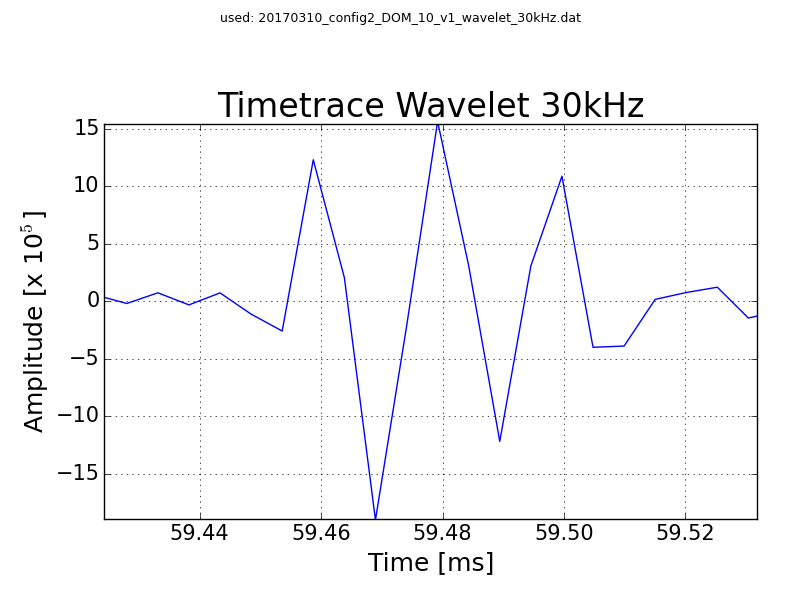 used: 20170310_config2_DOM_10_v1_wavelet_30kHz.dat
Timetrace Wavelet 30kHz
Amplitude [x 10⁵]
15
10
5
0
−5
−10
−15
59.44 59.46 59.48 59.50 59.52
Time [ms]